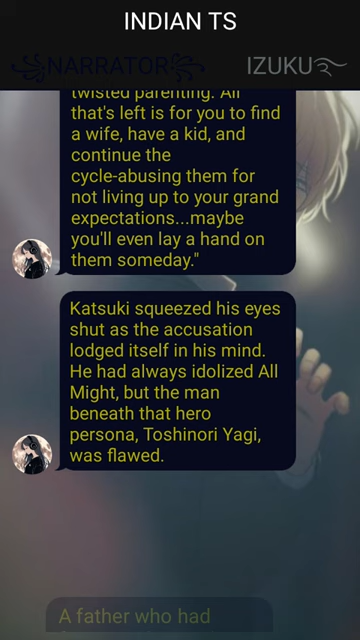 INDIAN TS
NARRATOR
IZUKU
twisted parenting. All
that's left is for you to find
a wife, have a kid, and
continue the
cycle-abusing them for
not living up to your grand
expectations...maybe
you'll even lay a hand on
them someday."
Katsuki squeezed his eyes
shut as the accusation
lodged itself in his mind.
He had always idolized All
Might, but the man
beneath that hero
persona, Toshinori Yagi,
was flawed.
A father who had